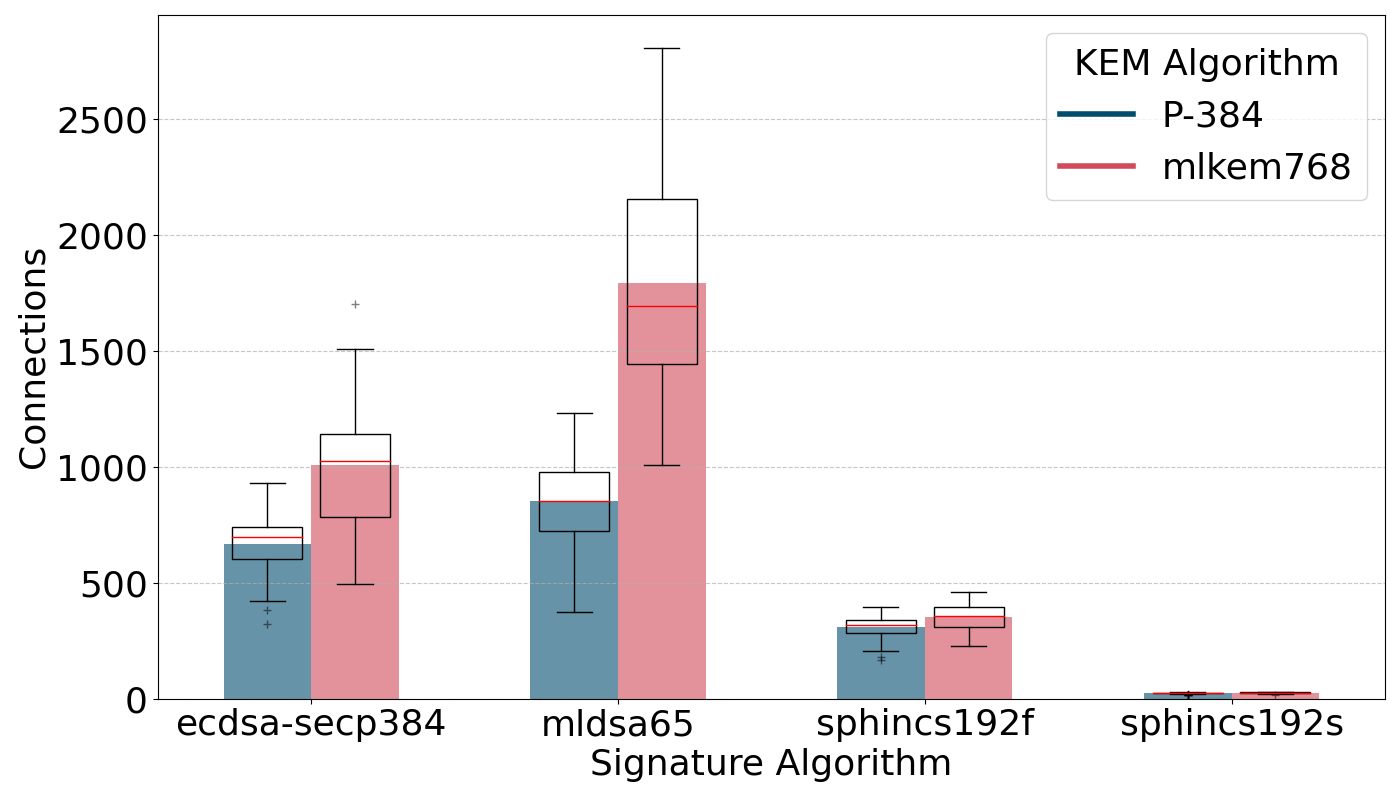 KEM Algorithm
P-384
mlkem768
Connections
2500
2000
1500
1000
500
0
ecdsa-secp384
mldsa65
sphincs192f
sphincs192s
Signature Algorithm